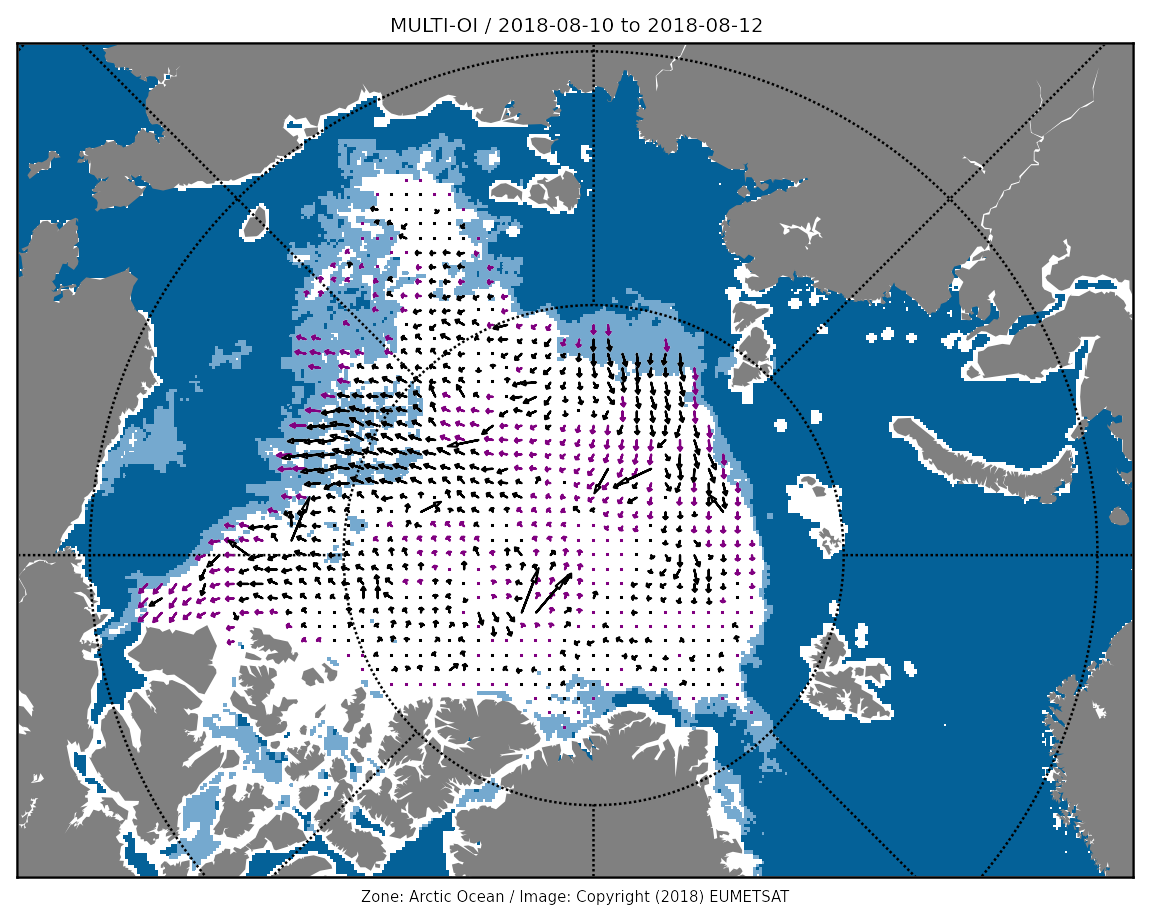 MULTI-OI / 2018-08-10 to 2018-08-12
Zone: Arctic Ocean / Image: Copyright (2018) EUMETSAT